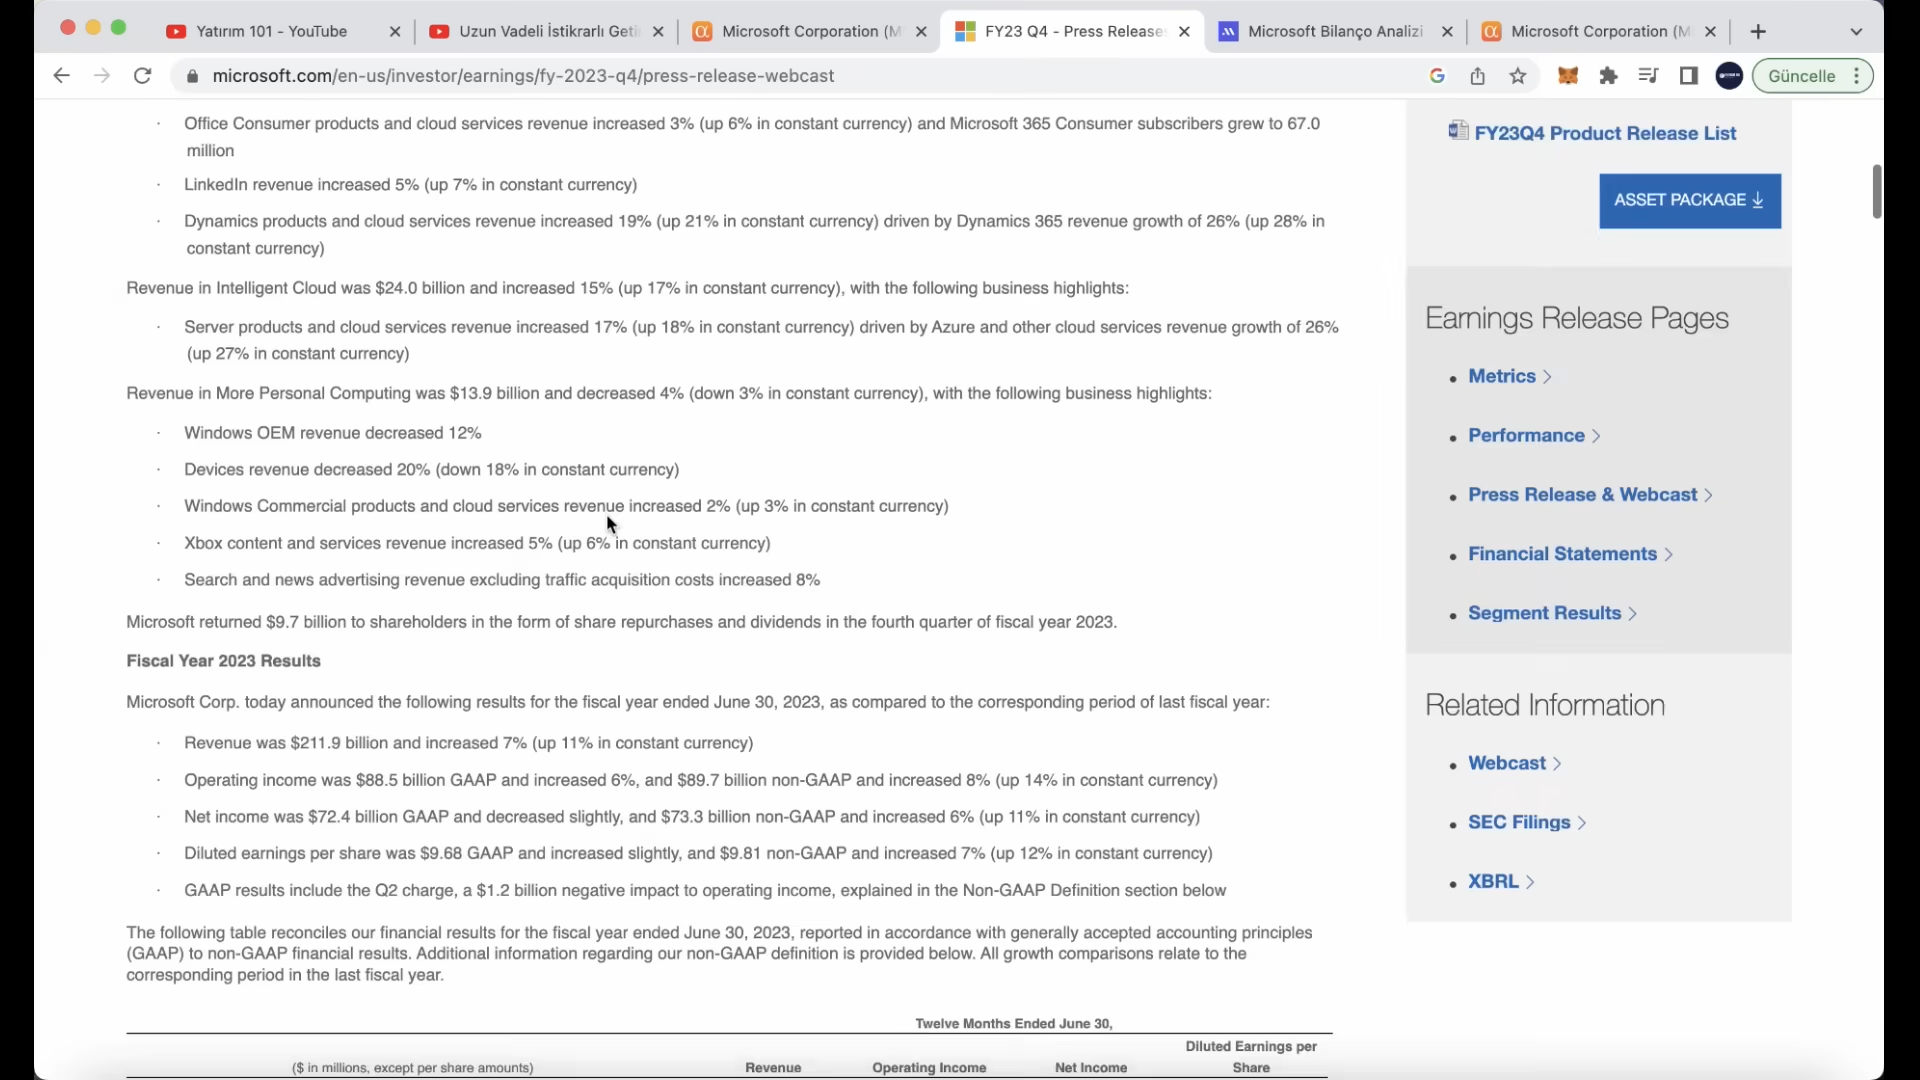 Yatırım 101 - YouTube
Uzun Vadeli İstikrarlı Geti
Microsoft Corporation (M
FY23 Q4 - Press Releases
Microsoft Bilanço Analizi
Microsoft Corporation (M
microsoft.com/en-us/investor/earnings/fy-2023-q4/press-release-webcast
Güncelle
· Office Consumer products and cloud services revenue increased 3% (up 6% in constant currency) and Microsoft 365 Consumer subscribers grew to 67.0
million
· LinkedIn revenue increased 5% (up 7% in constant currency)
· Dynamics products and cloud services revenue increased 19% (up 21% in constant currency) driven by Dynamics 365 revenue growth of 26% (up 28% in
constant currency)
Revenue in Intelligent Cloud was $24.0 billion and increased 15% (up 17% in constant currency), with the following business highlights:
· Server products and cloud services revenue increased 17% (up 18% in constant currency) driven by Azure and other cloud services revenue growth of 26%
(up 27% in constant currency)
Revenue in More Personal Computing was $13.9 billion and decreased 4% (down 3% in constant currency), with the following business highlights:
· Windows OEM revenue decreased 12%
· Devices revenue decreased 20% (down 18% in constant currency)
· Windows Commercial products and cloud services revenue increased 2% (up 3% in constant currency)
· Xbox content and services revenue increased 5% (up 6% in constant currency)
· Search and news advertising revenue excluding traffic acquisition costs increased 8%
Microsoft returned $9.7 billion to shareholders in the form of share repurchases and dividends in the fourth quarter of fiscal year 2023.
Fiscal Year 2023 Results
Microsoft Corp. today announced the following results for the fiscal year ended June 30, 2023, as compared to the corresponding period of last fiscal year:
· Revenue was $211.9 billion and increased 7% (up 11% in constant currency)
· Operating income was $88.5 billion GAAP and increased 6%, and $89.7 billion non-GAAP and increased 8% (up 14% in constant currency)
· Net income was $72.4 billion GAAP and decreased slightly, and $73.3 billion non-GAAP and increased 6% (up 11% in constant currency)
· Diluted earnings per share was $9.68 GAAP and increased slightly, and $9.81 non-GAAP and increased 7% (up 12% in constant currency)
· GAAP results include the Q2 charge, a $1.2 billion negative impact to operating income, explained in the Non-GAAP Definition section below
The following table reconciles our financial results for the fiscal year ended June 30, 2023, reported in accordance with generally accepted accounting principles
(GAAP) to non-GAAP financial results. Additional information regarding our non-GAAP definition is provided below. All growth comparisons relate to the
corresponding period in the last fiscal year.
Twelve Months Ended June 30,
($ in millions, except per share amounts)
Revenue
Operating Income
Net Income
Diluted Earnings per
Share
FY23Q4 Product Release List
ASSET PACKAGE
Earnings Release Pages
• Metrics
• Performance
• Press Release & Webcast
• Financial Statements
• Segment Results
Related Information
• Webcast
• SEC Filings
• XBRL